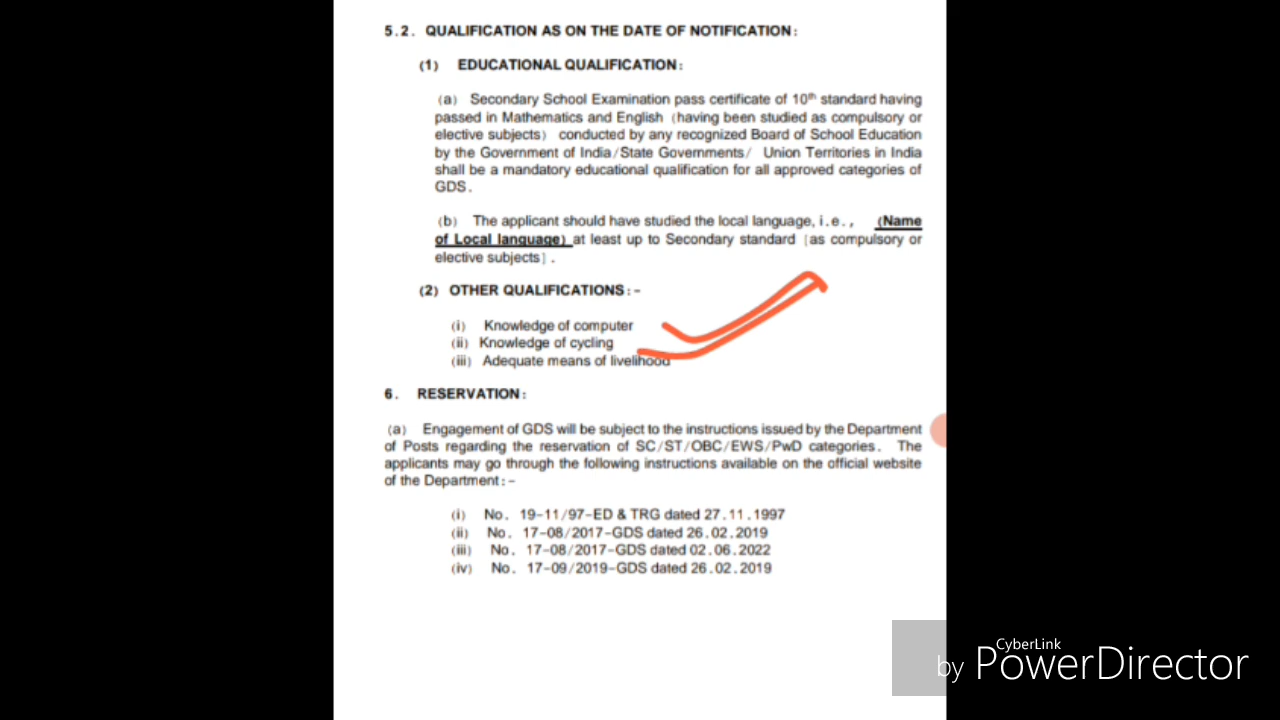 5.2. QUALIFICATION AS ON THE DATE OF NOTIFICATION:
(1) EDUCATIONAL QUALIFICATION:
(a) Secondary School Examination pass certificate of 10th standard having
passed in Mathematics and English (having been studied as compulsory or
elective subjects) conducted by any recognized Board of School Education
by the Government of India/State Governments/ Union Territories in India
shall be a mandatory educational qualification for all approved categories of
GDS.
(b) The applicant should have studied the local language, i.e., (Name
of Local language) at least up to Secondary standard [as compulsory or
elective subjects].
(2) OTHER QUALIFICATIONS:-
(i) Knowledge of computer
(ii) Knowledge of cycling
(iii) Adequate means of livelihood
6. RESERVATION:
(a) Engagement of GDS will be subject to the instructions issued by the Department
of Posts regarding the reservation of SC/ST/OBC/EWS/PwD categories. The
applicants may go through the following instructions available on the official website
of the Department:-
(i) No. 19-11/97-ED & TRG dated 27.11.1997
(ii) No. 17-08/2017-GDS dated 26.02.2019
(iii) No. 17-08/2017-GDS dated 02.06.2022
(iv) No. 17-09/2019-GDS dated 26.02.2019
CyberLink
by PowerDirector